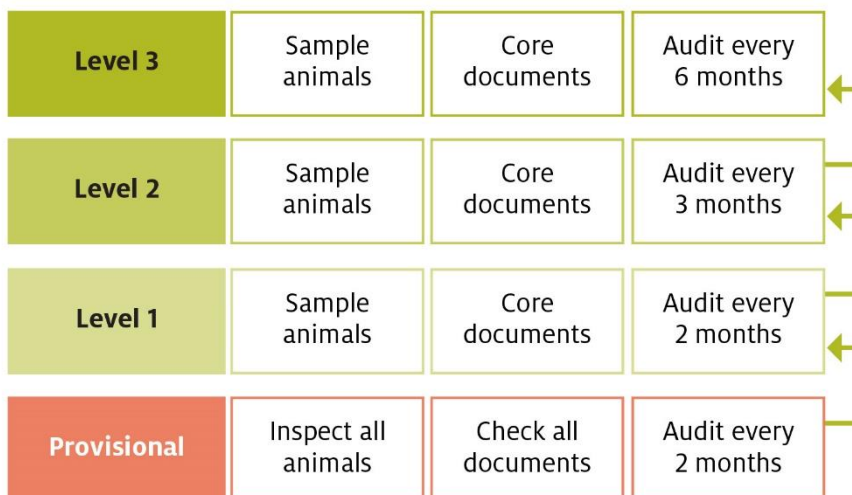 Level 3
Sample
animals
Core
documents
Audit every
6 months
Level 2
Sample
animals
Core
documents
Audit every
3 months
Level 1
Sample
animals
Core
documents
Audit every
2 months
Provisional
Inspect all
animals
Check all
documents
Audit every
2 months